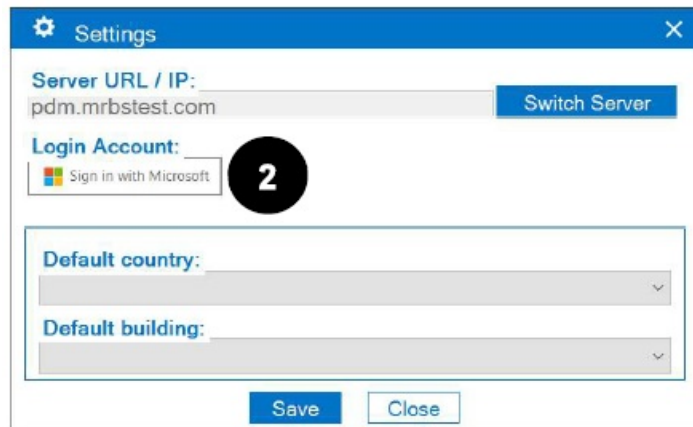 Settings
Server URL / IP:
pdm.mrbstest.com
Switch Server
Login Account:
Sign in with Microsoft
2
Default country:
Default building:
Save
Close